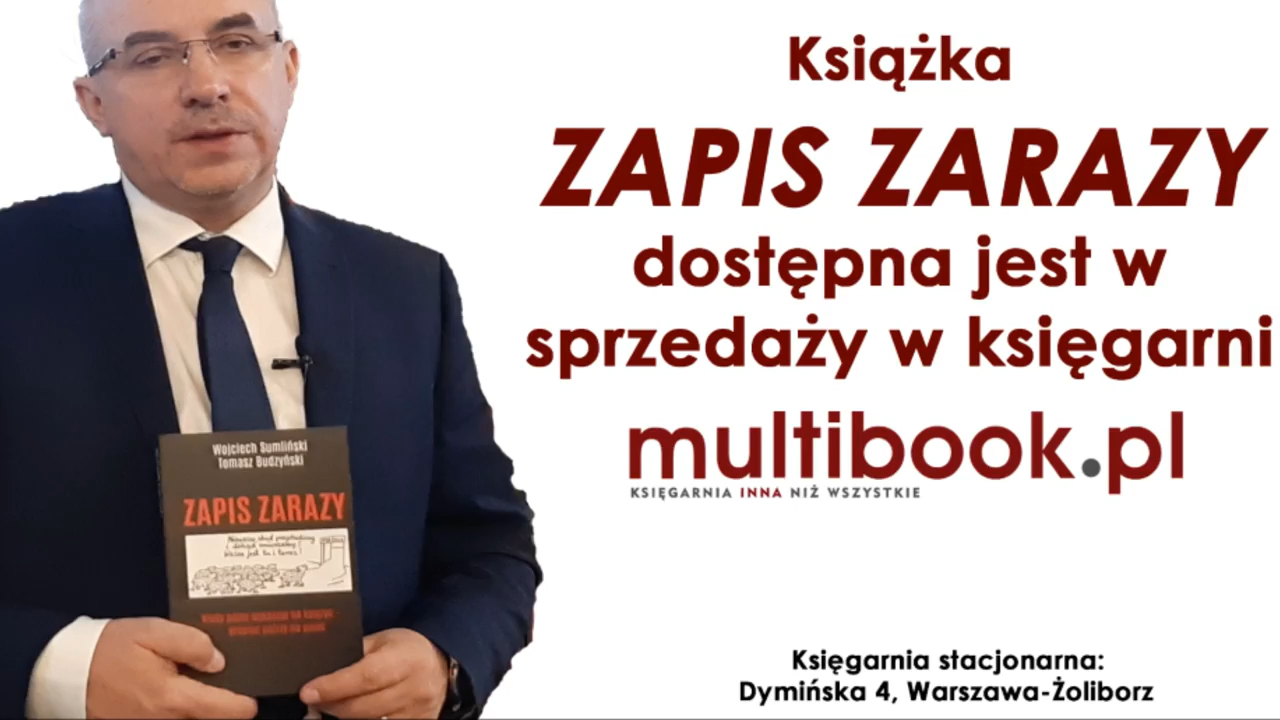 Książka
ZAPIS ZARAZY
dostępna jest w
sprzedaży w księgarni
multibook.pl
KSIĘGARNIA INNA NIŻ WSZYSTKIE
Księgarnia stacjonarna:
Dymińska 4, Warszawa-Żoliborz
Wojciech Sumliński
Tomasz Budzyński
ZAPIS ZARAZY